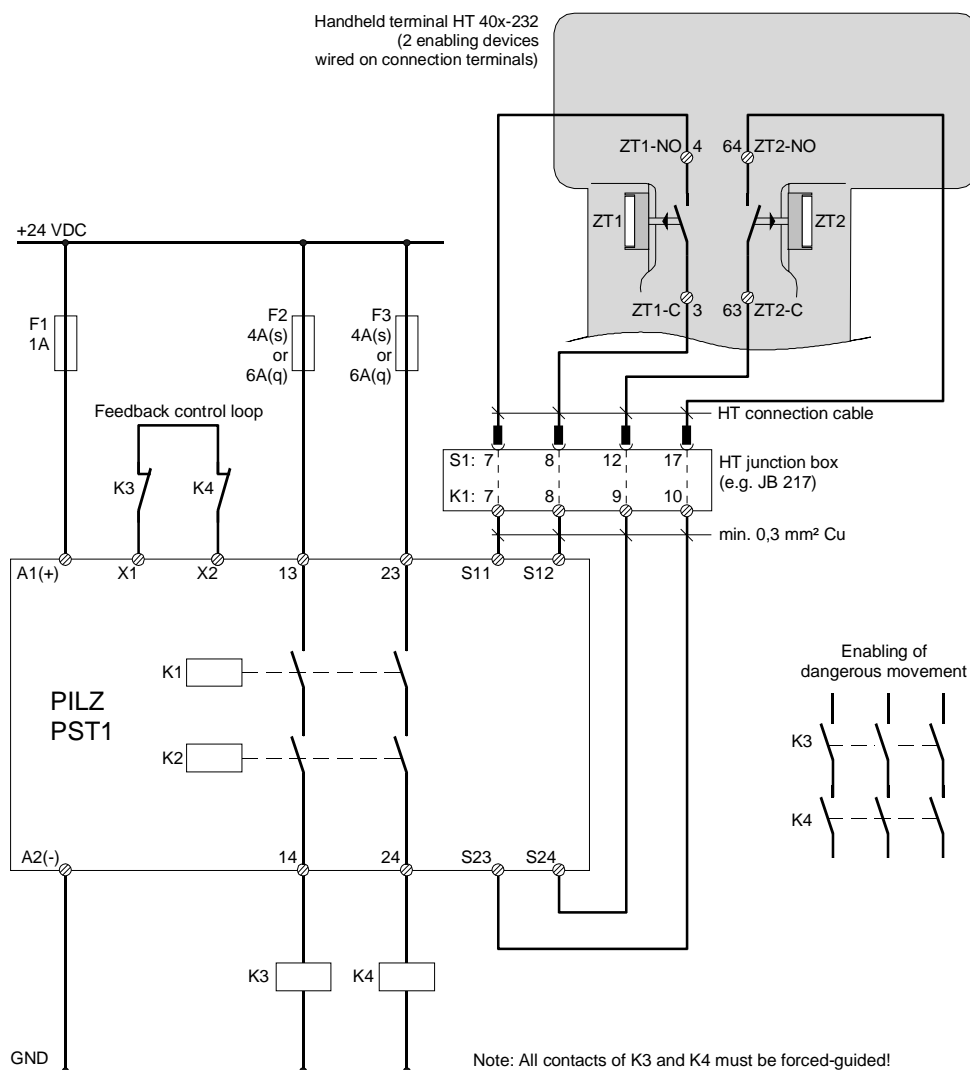 Handheld terminal HT 40x-232
(2 enabling devices
wired on connection terminals)
ZT1-NO 4 64 ZT2-NO
ZT1 ZT2
ZT1-C 3 63 ZT2-C
+24 VDC
F1
1A
F2
4A(s)
or
6A(q)
F3
4A(s)
or
6A(q)
Feedback control loop
K3 K4
HT connection cable
S1: 7 8 12 17
K1: 7 8 9 10
HT junction box
(e.g. JB 217)
min. 0,3 mm² Cu
A1(+) X1 X2 13 23 S11 S12
K1
PILZ
PST1
K2
Enabling of
dangerous movement
K3
K4
A2(-) 14 24 S23 S24
K3 K4
GND
Note: All contacts of K3 and K4 must be forced-guided!